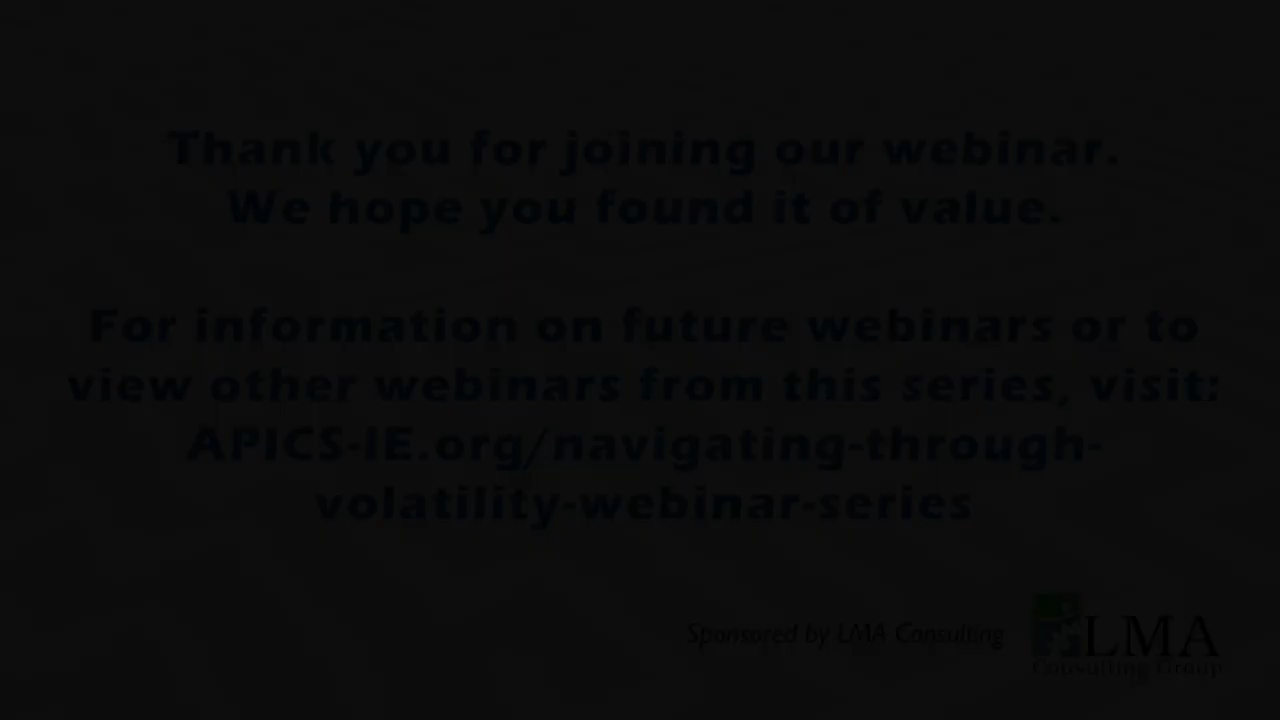 Thank you for joining our webinar.
We hope you found it of value.
For information on future webinars or to
view other webinars from this series, visit:
APICS-IE.org/navigating-through-
volatility-webinar-series
Sponsored by LMA Consulting
LMA
Consulting Group